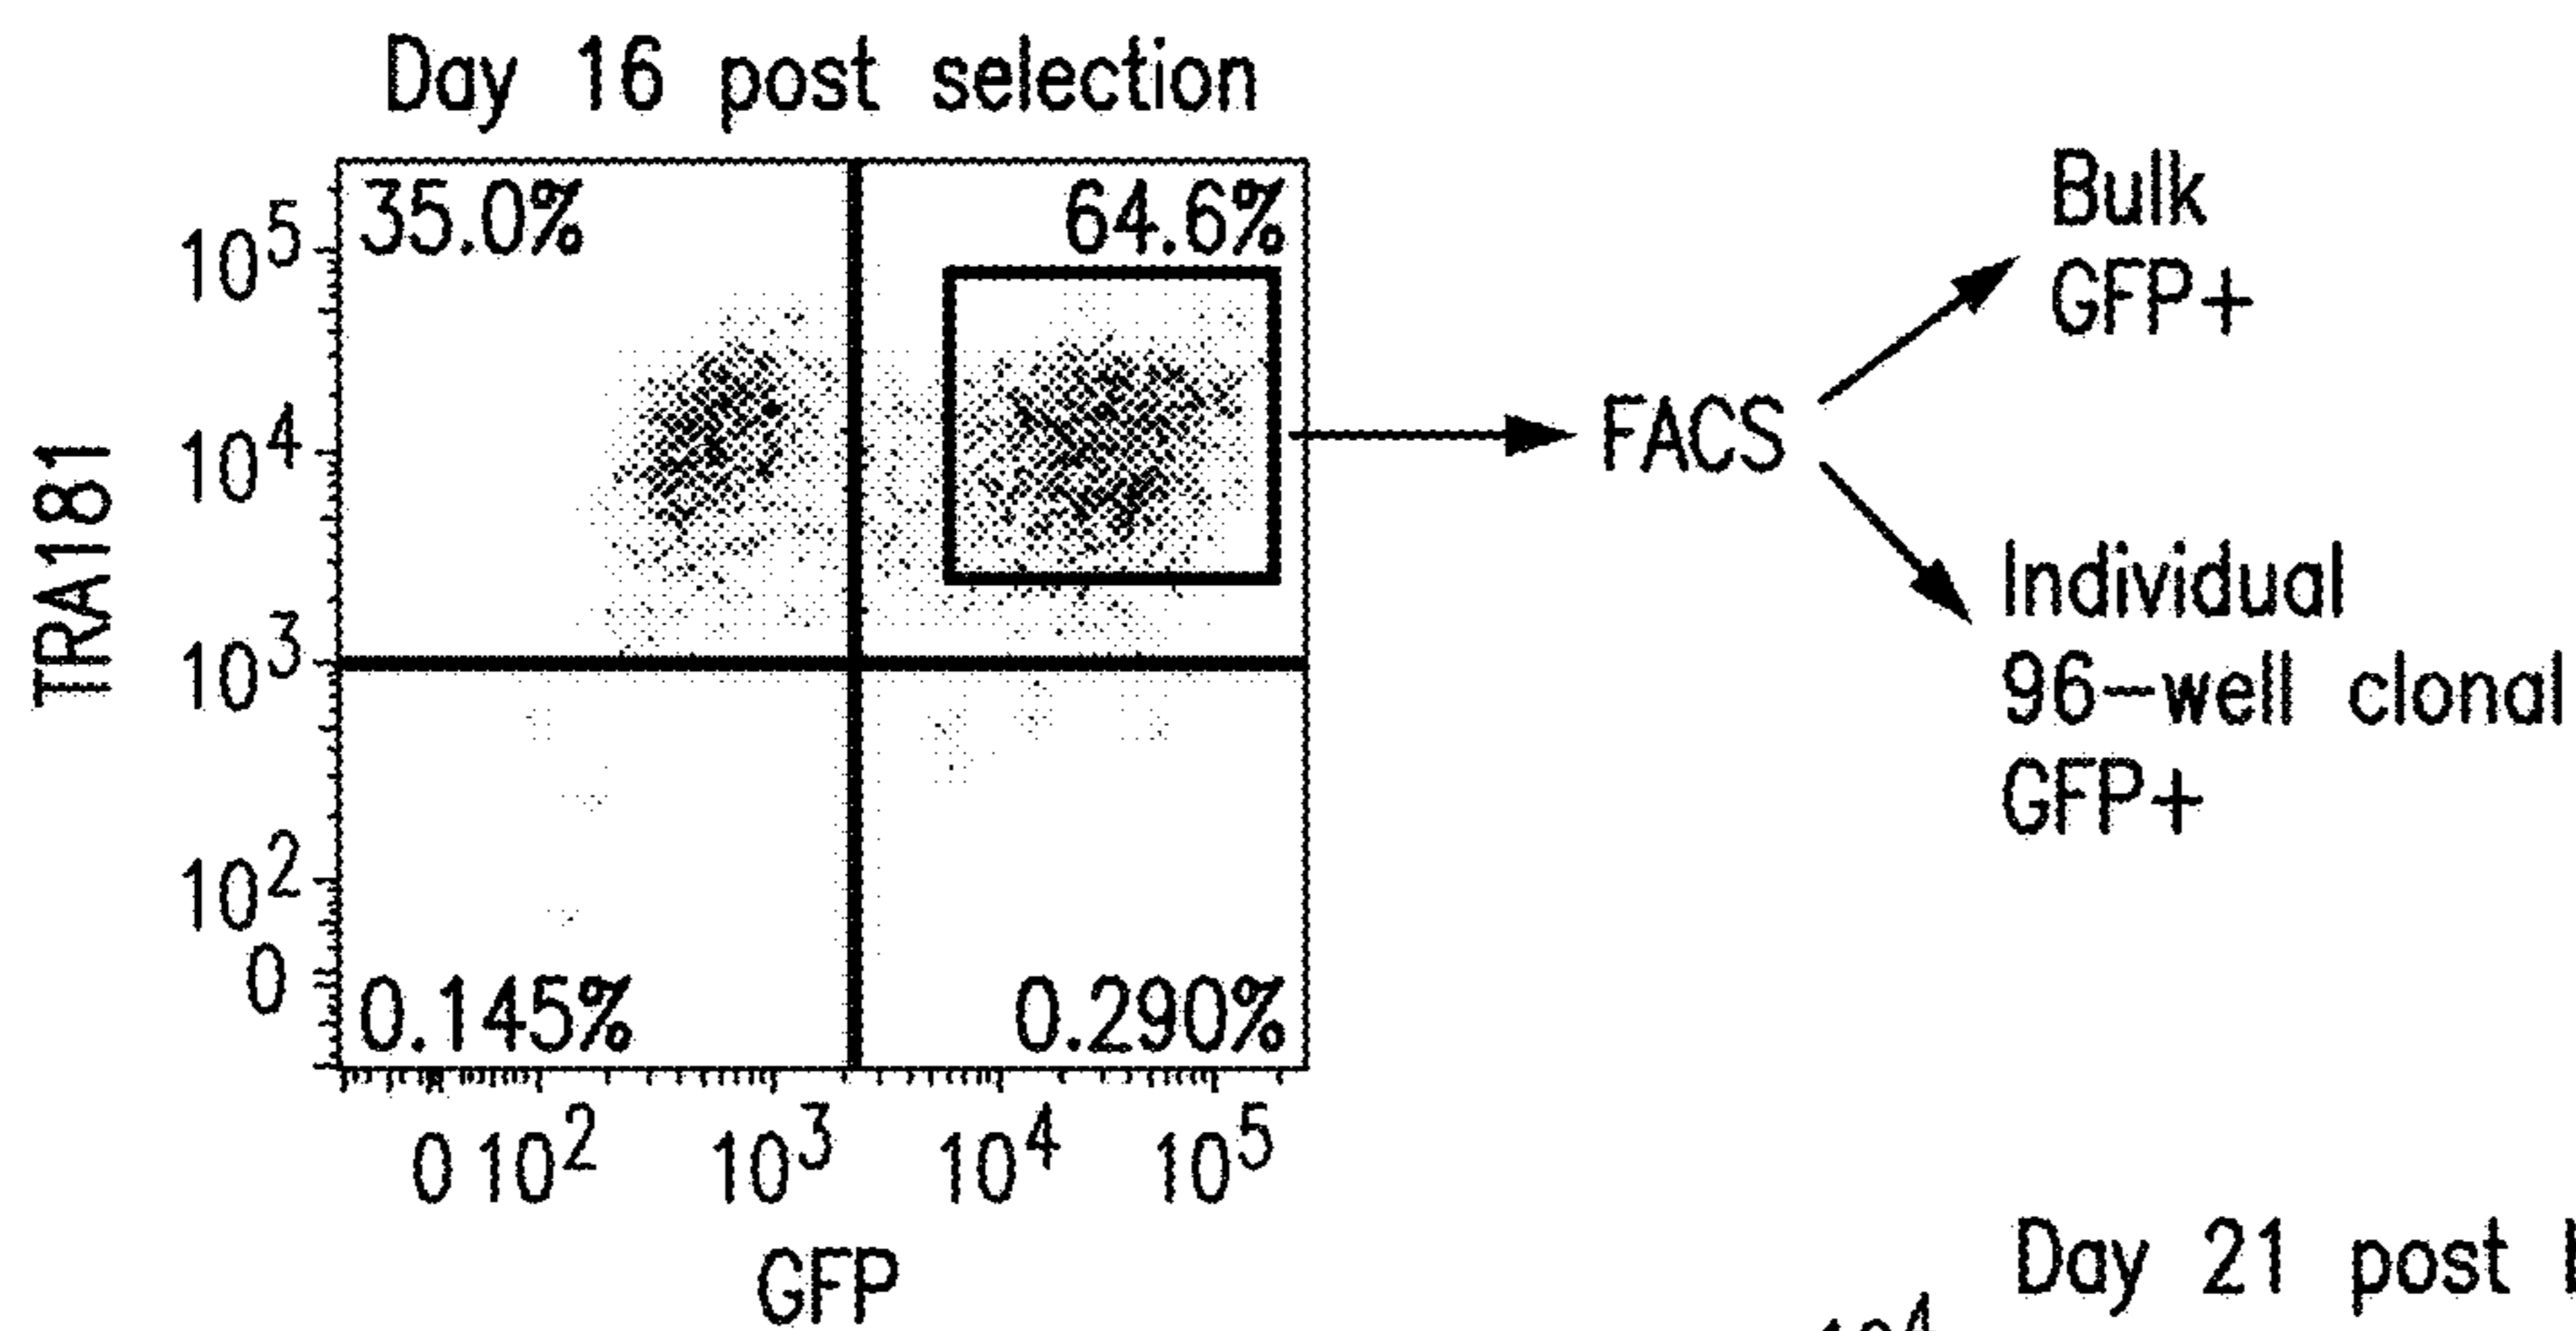 Day 16 post selection
35.0%
64.6%
0.145%
0.290%
TRA181
10^5
10^4
10^3
10^2
0
0 10^2 10^3 10^4 10^5
GFP
FACS
Bulk
GFP+
Individual
96-well clonal
GFP+
Day 21 post